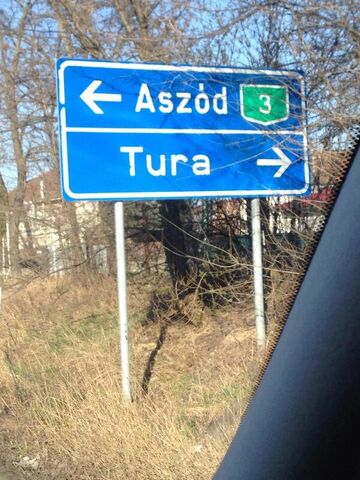 ← Aszód 3
Tura →